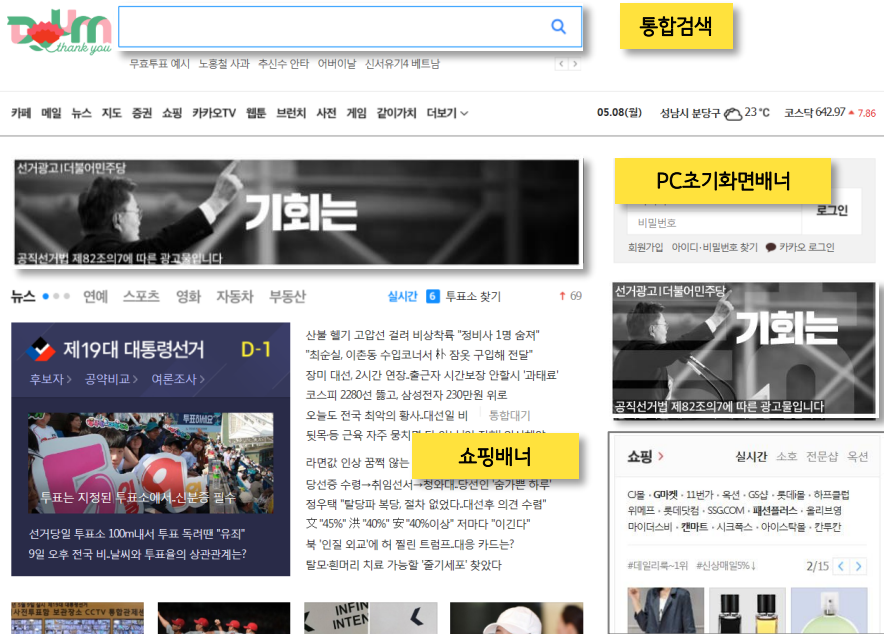 Daum
thank you
통합검색
무효투표 예시 노홍철 사과 추신수 안타 어버이날 신서유기4 베트남
카페 메일 뉴스 지도 증권 쇼핑 카카오TV 웹툰 브런치 사전 게임 같이가치 더보기
05.08(월) 성남시 분당구 23 °C 코스닥 642.97 7.86
선거광고|더불어민주당
기회는
공직선거법 제82조의7에 따른 광고물입니다
PC초기화면배너
비밀번호
로그인
회원가입 아이디·비밀번호 찾기 카카오 로그인
뉴스 연예 스포츠 영화 자동차 부동산
실시간 6 투표소 찾기 69
제19대 대통령선거 D-1
후보자 공약비교 여론조사
투표는 지정된 투표소에서..신분증 필수
선거당일 투표소 100m내서 투표 독려땐 "유죄"
9일 오후 전국 비..날씨와 투표율의 상관관계는?
산불 헬기 고압선 걸려 비상착륙 "정비사 1명 숨져"
"최순실, 이촌동 수입코너서 朴 잠옷 구입해 전달"
장미 대선, 2시간 연장..출근자 시간보장 안할시 '과태료'
코스피 2280선 뚫고, 삼성전자 230만원 위로
오늘도 전국 최악의 황사..대선일 비 통합대기
뒷목·등 근육 자주 뭉치면
라면값 인상 꿈쩍 않는
쇼핑배너
당선증 수령→취임선서→청와대..당선인 '숨가쁜 하루'
정우택 "탈당파 복당, 절차 없었다..대선후 의견 수렴"
文 "45%" 洪 "40%" 安 "40%이상" 저마다 "이긴다"
북 '인질 외교'에 허 찔린 트럼프..대응 카드는?
탈모·흰머리 치료 가능할 '줄기세포' 찾았다
선거광고|더불어민주당
기회는
공직선거법 제82조의7에 따른 광고물입니다
쇼핑 실시간 소호 전문샵 옥션
CJ몰 · G마켓 · 11번가 · 옥션 · GS샵 · 롯데몰 · 하프클럽
위메프 · 롯데닷컴 · SSG.COM · 패션플러스 · 올리브영
마이더스비 · 캔마트 · 시크폭스 · 아이스탁몰 · 칸투칸
#데일리룩~1위 #신상매일5%↓ 2/15
사전투표함 보관장소 CCTV 통합관제센
INFIN
INTEN